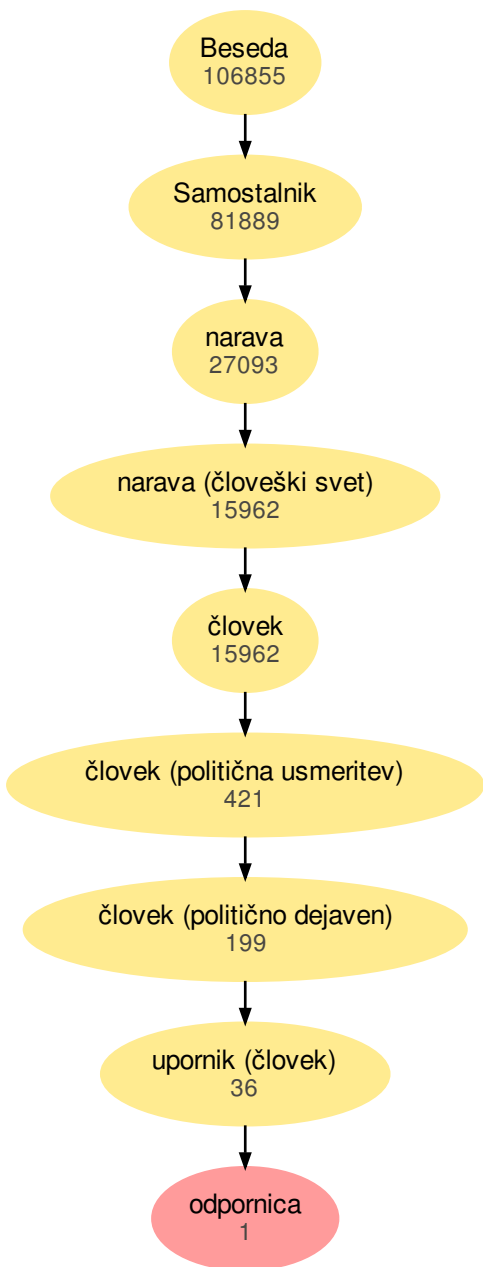 Beseda
106855
Samostalnik
81889
narava
27093
narava (človeški svet)
15962
človek
15962
človek (politična usmeritev)
421
človek (politično dejaven)
199
upornik (človek)
36
odpornica
1